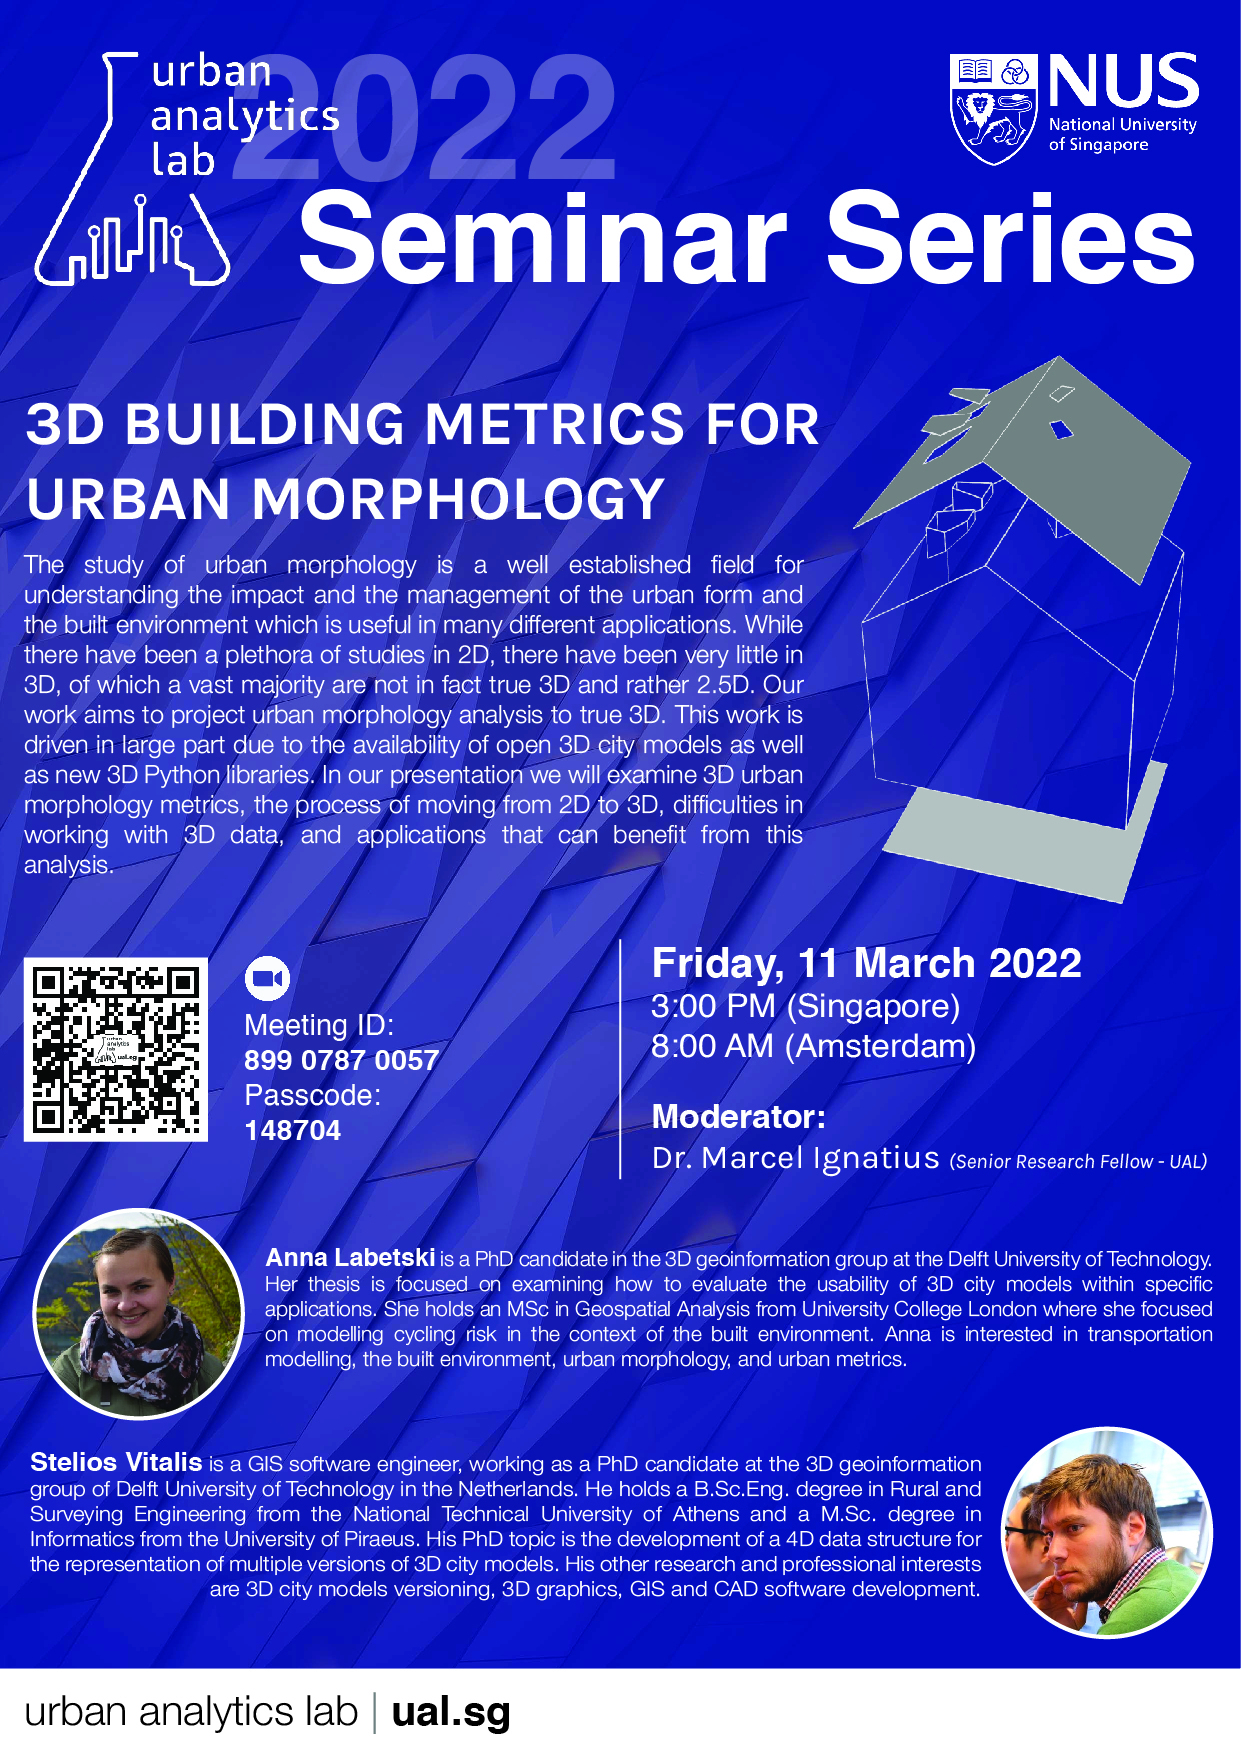 urban
analytics
lab
2022
Seminar Series
NUS
National University
of Singapore
3D BUILDING METRICS FOR
URBAN MORPHOLOGY
The study of urban morphology is a well established field for
understanding the impact and the management of the urban form and
the built environment which is useful in many different applications. While
there have been a plethora of studies in 2D, there have been very little in
3D, of which a vast majority are not in fact true 3D and rather 2.5D. Our
work aims to project urban morphology analysis to true 3D. This work is
driven in large part due to the availability of open 3D city models as well
as new 3D Python libraries. In our presentation we will examine 3D urban
morphology metrics, the process of moving from 2D to 3D, difficulties in
working with 3D data, and applications that can benefit from this
analysis.
urban
analytics
lab
ual.sg
Meeting ID:
899 0787 0057
Passcode:
148704
Friday, 11 March 2022
3:00 PM (Singapore)
8:00 AM (Amsterdam)
Moderator:
Dr. Marcel Ignatius (Senior Research Fellow - UAL)
Anna Labetski is a PhD candidate in the 3D geoinformation group at the Delft University of Technology.
Her thesis is focused on examining how to evaluate the usability of 3D city models within specific
applications. She holds an MSc in Geospatial Analysis from University College London where she focused
on modelling cycling risk in the context of the built environment. Anna is interested in transportation
modelling, the built environment, urban morphology, and urban metrics.
Stelios Vitalis is a GIS software engineer, working as a PhD candidate at the 3D geoinformation
group of Delft University of Technology in the Netherlands. He holds a B.Sc.Eng. degree in Rural and
Surveying Engineering from the National Technical University of Athens and a M.Sc. degree in
Informatics from the University of Piraeus. His PhD topic is the development of a 4D data structure for
the representation of multiple versions of 3D city models. His other research and professional interests
are 3D city models versioning, 3D graphics, GIS and CAD software development.
urban analytics lab | ual.sg